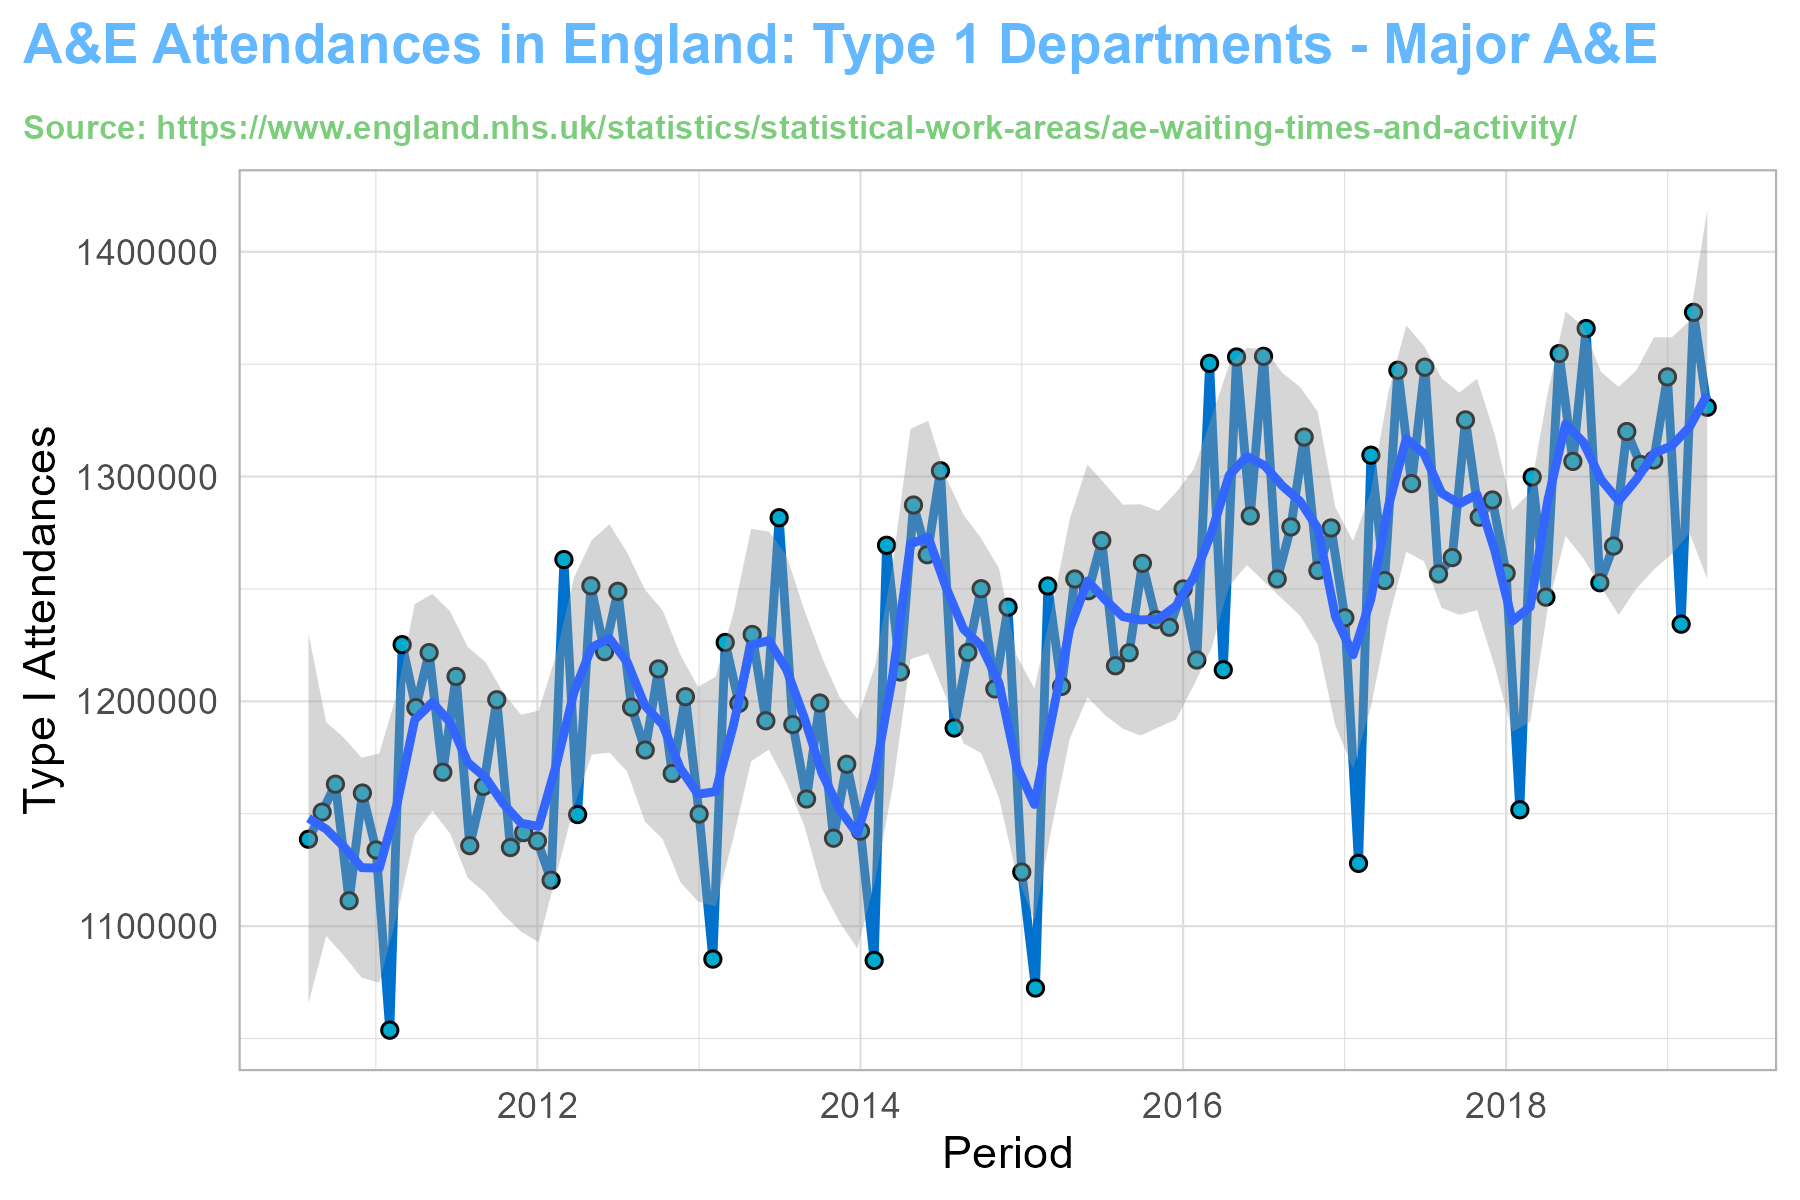 A&E Attendances in England: Type 1 Departments - Major A&E
Source: https://www.england.nhs.uk/statistics/statistical-work-areas/ae-waiting-times-and-activity/
1400000
1300000
1200000
1100000
Type I Attendances
2012 2014 2016 2018
Period